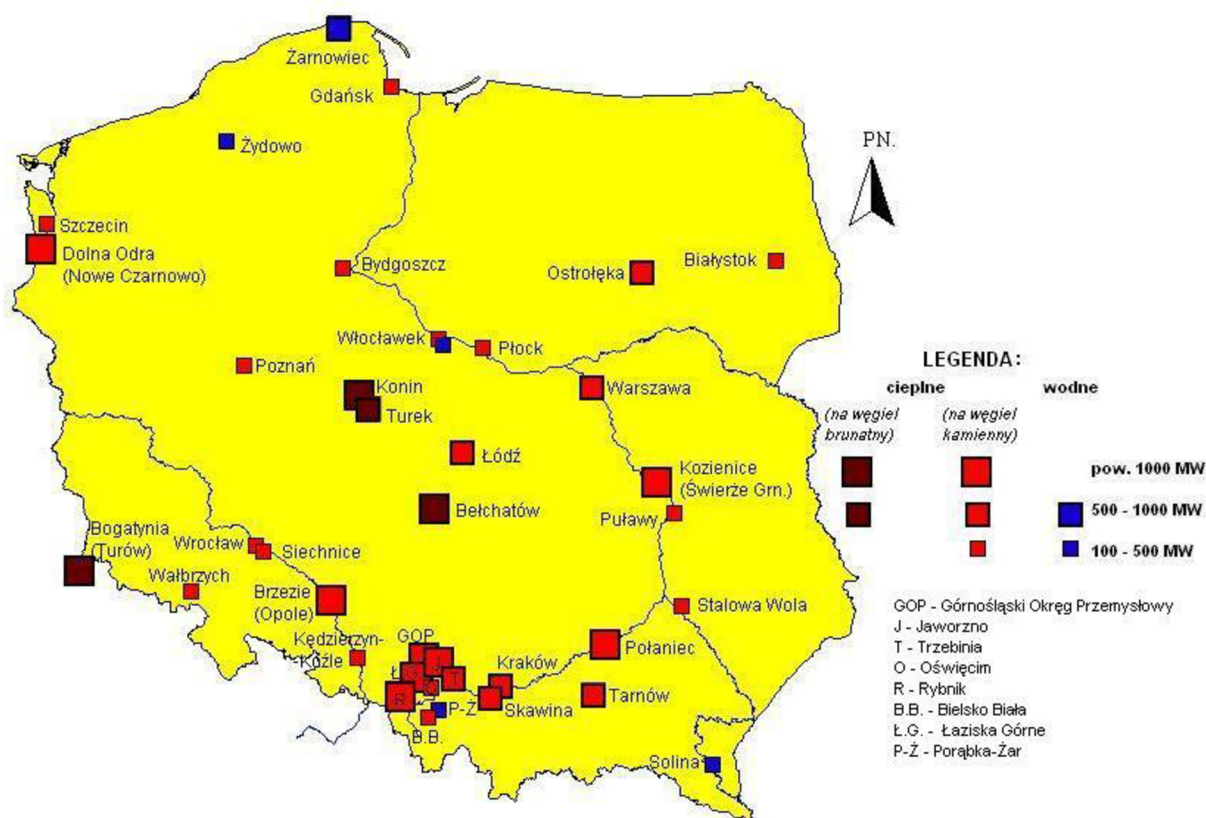 Żarnowiec
Gdańsk
Żydowo
PN.
Szczecin
Dolna Odra
(Nowe Czarnowo)
Bydgoszcz
Ostrołęka
Białystok
Włocławek
Płock
Poznań
Konin
Turek
Warszawa
Łódź
Kozienice
(Świerże Grn.)
Bełchatów
Puławy
Bogatynia
(Turów)
Wrocław
Siechnice
Wałbrzych
Brzezie
(Opole)
Stalowa Wola
Kędzierzyn-
Koźle
GOP
J
Ł.G.
T
O
R
Kraków
Połaniec
Skawina
Tarnów
P-Ż
B.B.
Solina
LEGENDA:
cieplne wodne
(na węgiel brunatny) (na węgiel kamienny)
pow. 1000 MW
500 - 1000 MW
100 - 500 MW
GOP - Górnośląski Okręg Przemysłowy
J - Jaworzno
T - Trzebinia
O - Oświęcim
R - Rybnik
B.B. - Bielsko Biała
Ł.G. - Łaziska Górne
P-Ż - Porąbka-Żar